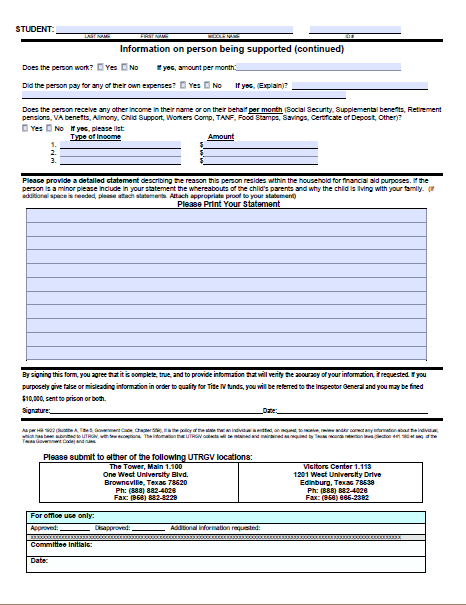 STUDENT:
LAST NAME FIRST NAME MIDDLE NAME ID #
Information on person being supported (continued)
Does the person work? Yes No If yes, amount per month:
Did the person pay for any of their own expenses? Yes No If yes, (Explain)?
Does the person receive any other income in their name or on their behalf per month (Social Security, Supplemental benefits, Retirement
pensions, VA benefits, Alimony, Child Support, Workers Comp, TANF, Food Stamps, Savings, Certificate of Deposit, Other)?
Yes No If yes, please list:
Type of Income Amount
1. $
2. $
3. $
Please provide a detailed statement describing the reason this person resides within the household for financial aid purposes. If the
person is a minor please include in your statement the whereabouts of the child's parents and why the child is living with your family. (If
additional space is needed, please attach statements. Attach appropriate proof to your statement)
Please Print Your Statement
By signing this form, you agree that it is complete, true, and to provide information that will verify the accuracy of your information, if requested. If you
purposely give false or misleading information in order to qualify for Title IV funds, you will be referred to the Inspector General and you may be fined
$10,000, sent to prison or both.
Signature: Date:
As per HB 1922 (Subtitle A, Title 5, Government Code, Chapter 559), it is the policy of the state that an individual is entitled, on request, to receive, review and/or correct any information about the individual,
which has been submitted to UTRGV, with few exceptions. The information that UTRGV collects will be retained and maintained as required by Texas records retention laws (Section 441.180 et seq. of the
Texas Government Code) and rules.
Please submit to either of the following UTRGV locations:
The Tower, Main 1.100
One West University Blvd.
Brownsville, Texas 78520
Ph: (888) 882-4026
Fax: (956) 882-8229
Visitors Center 1.113
1201 West University Drive
Edinburg, Texas 78539
Ph: (888) 882-4026
Fax: (956) 665-2392
For office use only:
Approved: Disapproved: Additional information requested:
Committee Initials:
Date: